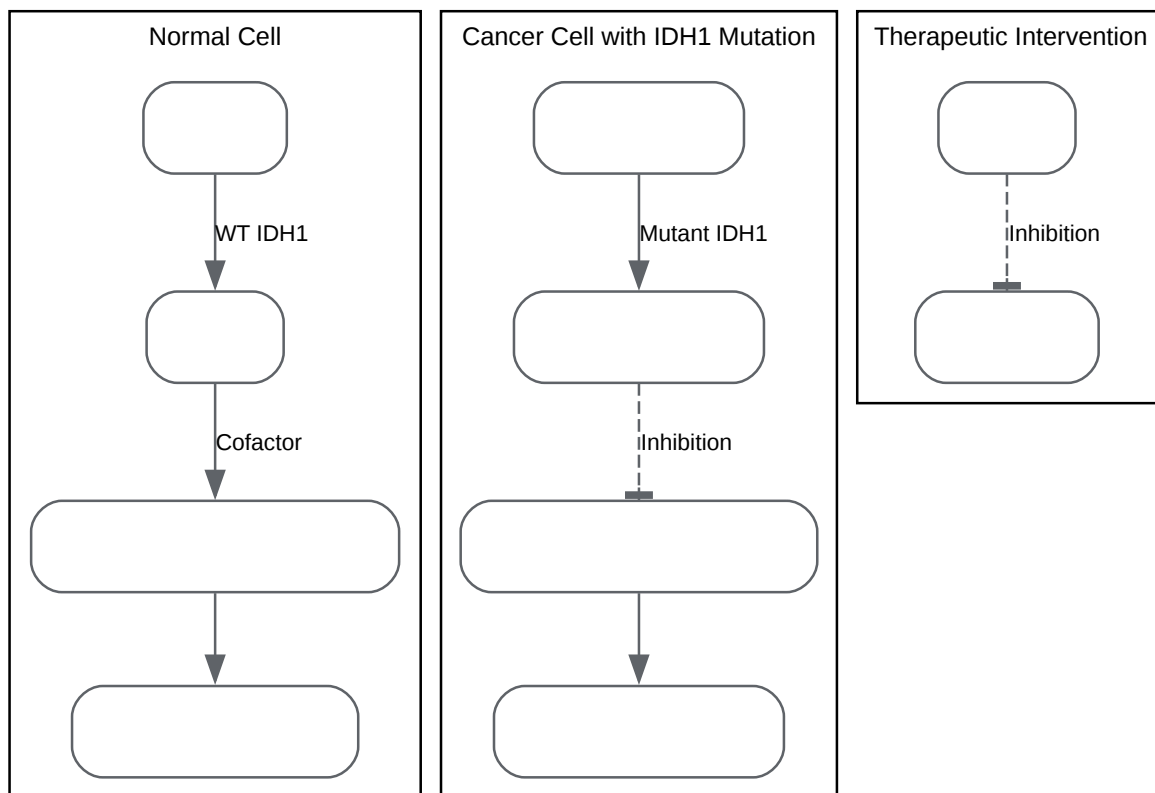 Normal Cell
WT IDH1
Cofactor
Cancer Cell with IDH1 Mutation
Mutant IDH1
Inhibition
Therapeutic Intervention
Inhibition